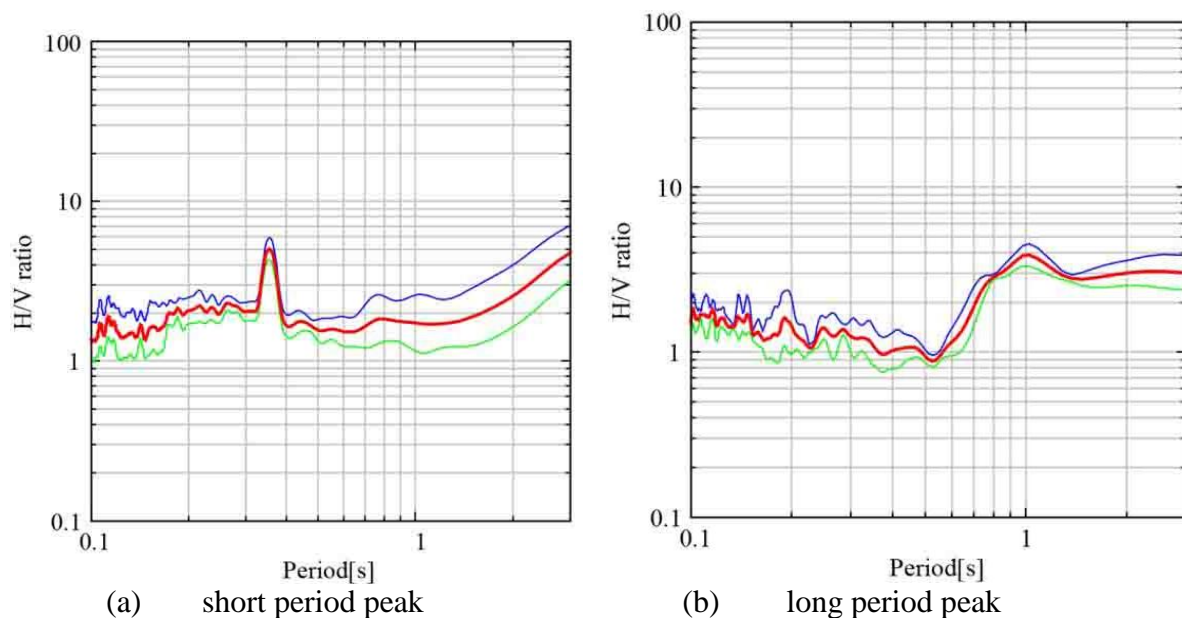 100
10
1
0.1
H/V ratio
0.1
1
Period[s]
(a) short period peak
100
10
1
0.1
H/V ratio
0.1
1
Period[s]
(b) long period peak